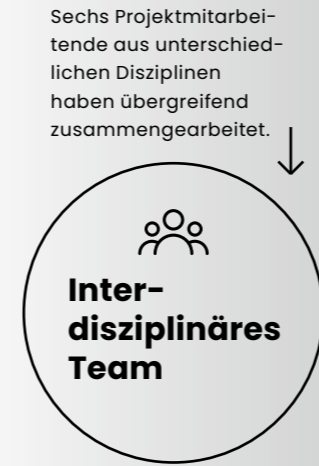 Sechs Projektmitarbei-
tende aus unterschied-
lichen Disziplinen
haben übergreifend
zusammengearbeitet.
Inter-
disziplinäres
Team